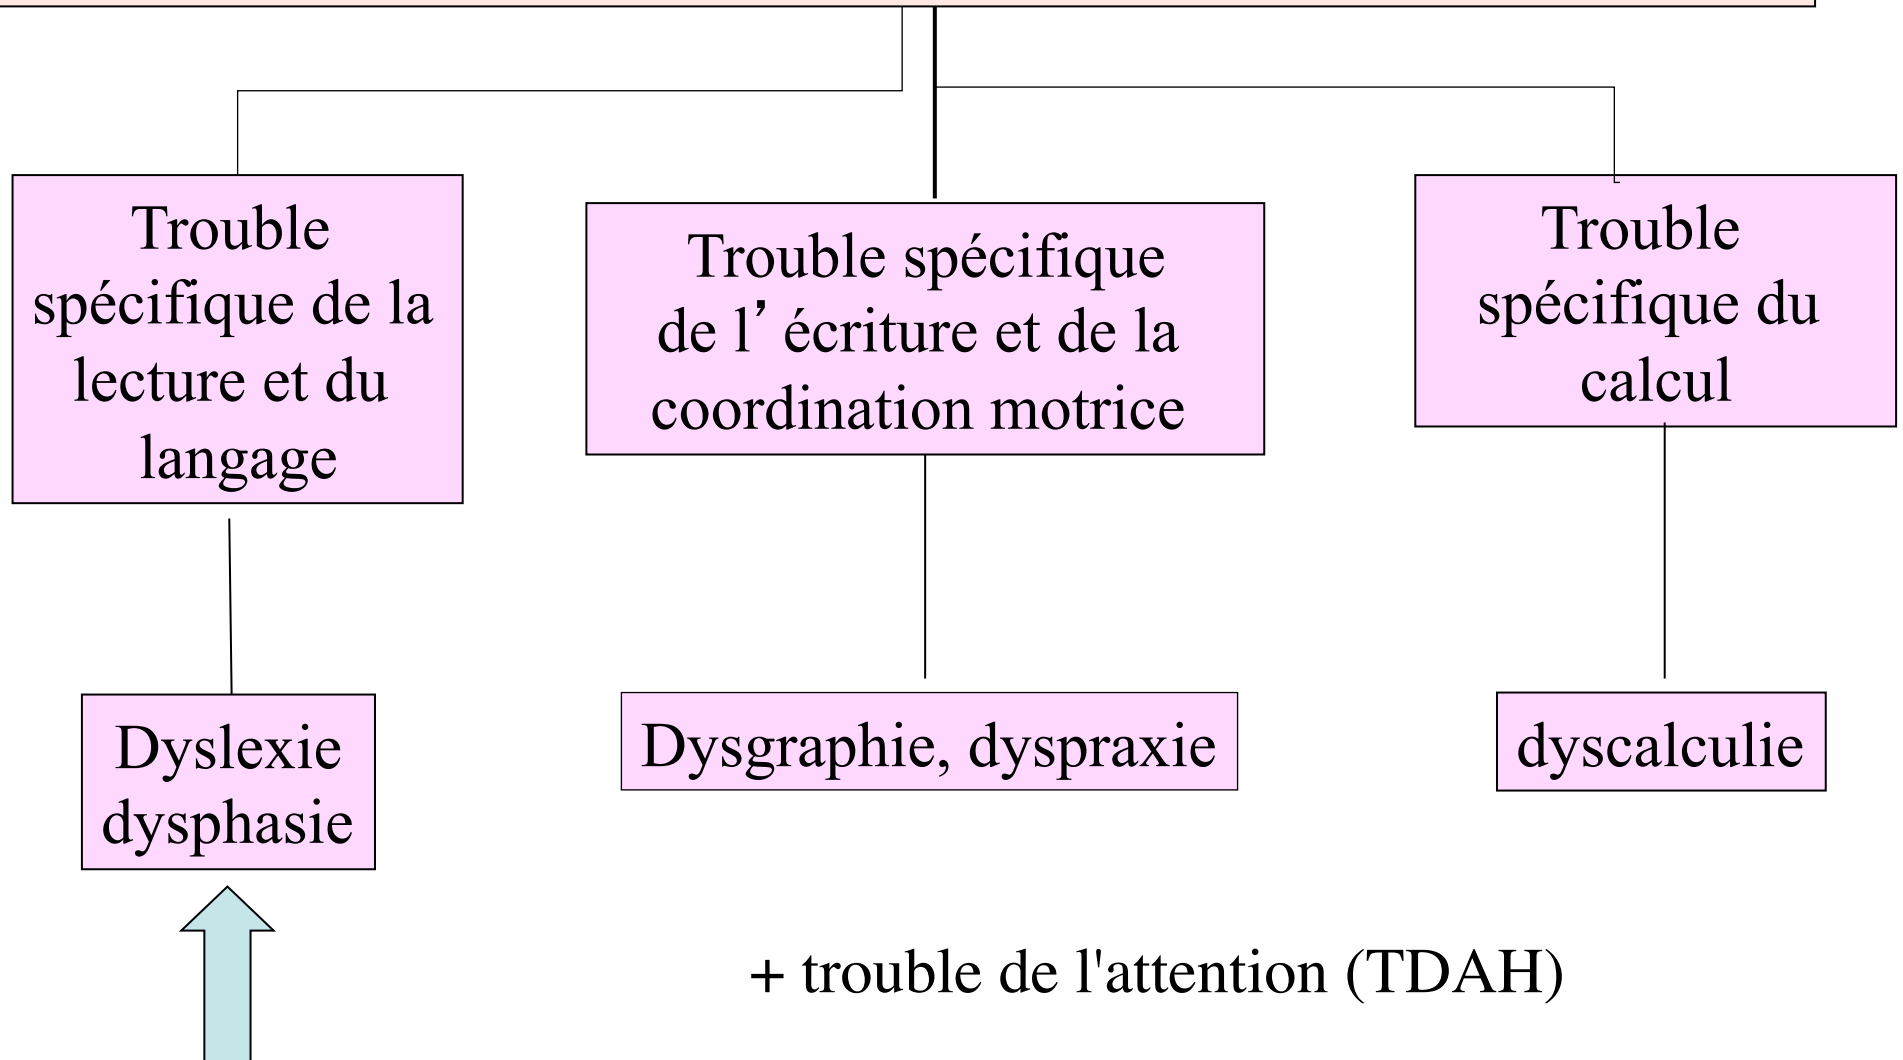 Trouble
spécifique de la
lecture et du
langage
Trouble spécifique
de l’ écriture et de la
coordination motrice
Trouble
spécifique du
calcul
Dyslexie
dysphasie
Dysgraphie, dyspraxie
dyscalculie
+ trouble de l'attention (TDAH)